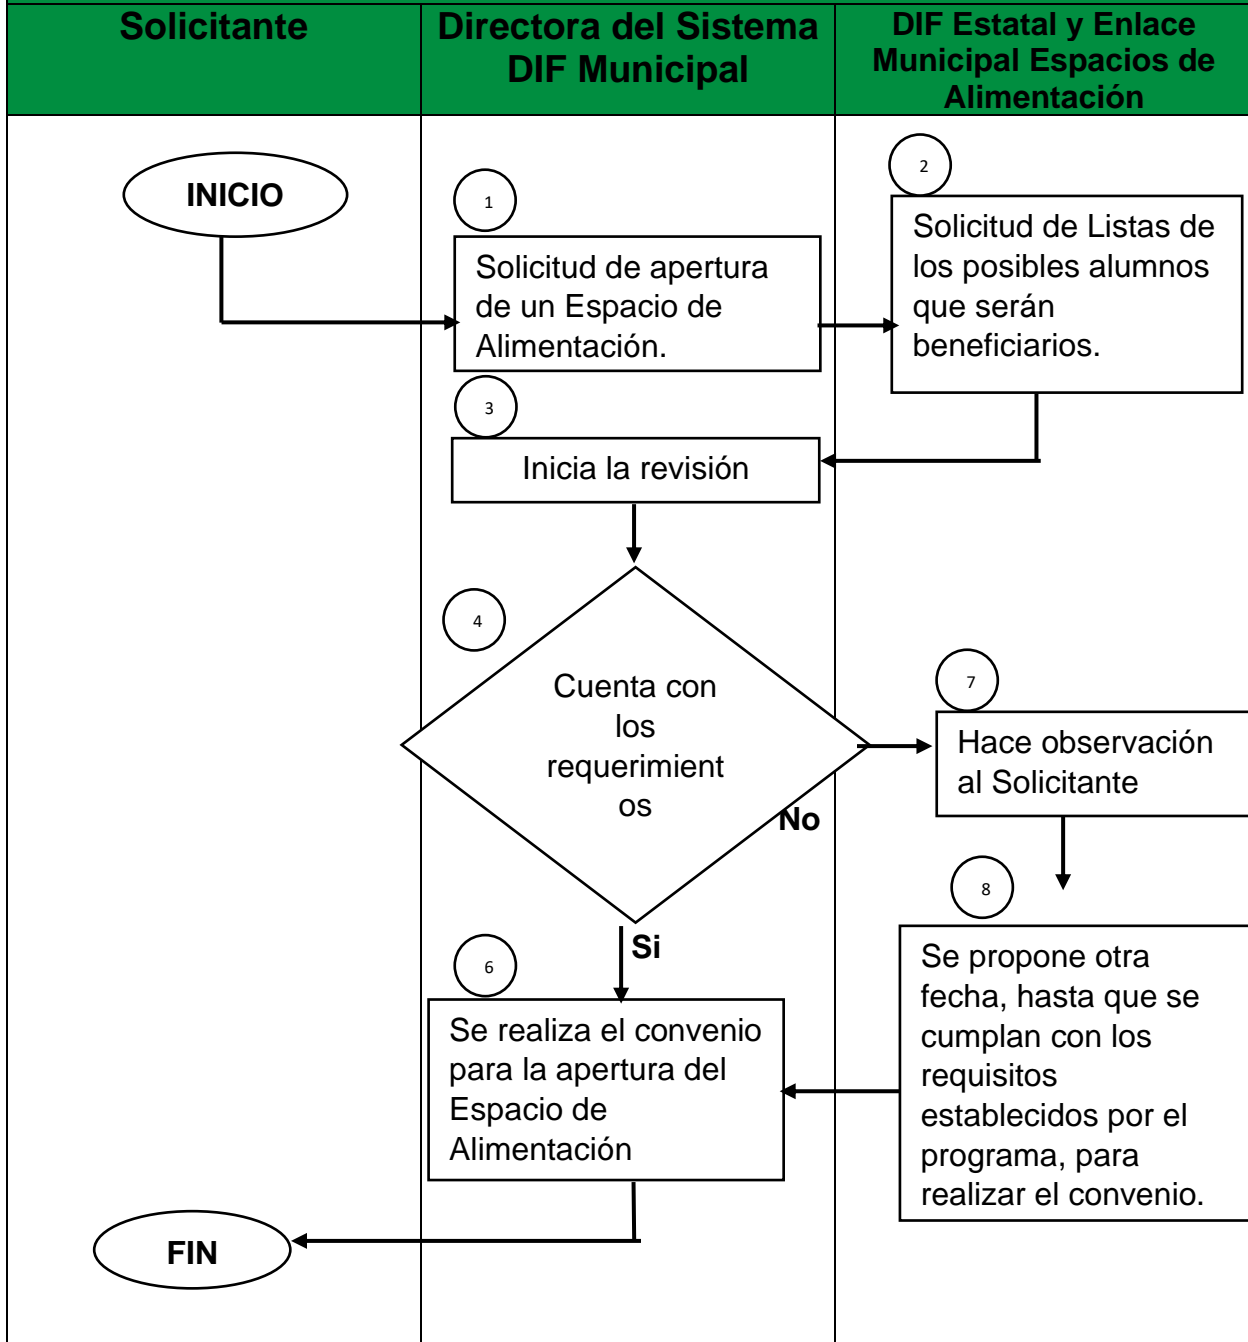 Solicitante
Directora del Sistema
DIF Municipal
DIF Estatal y Enlace
Municipal Espacios de
Alimentación
INICIO
1
Solicitud de apertura
de un Espacio de
Alimentación.
2
Solicitud de Listas de
los posibles alumnos
que serán
beneficiarios.
3
Inicia la revisión
4
Cuenta con
los
requerimient
os
No
7
Hace observación
al Solicitante
8
Se propone otra
fecha, hasta que se
cumplan con los
requisitos
establecidos por el
programa, para
realizar el convenio.
Si
6
Se realiza el convenio
para la apertura del
Espacio de
Alimentación
FIN